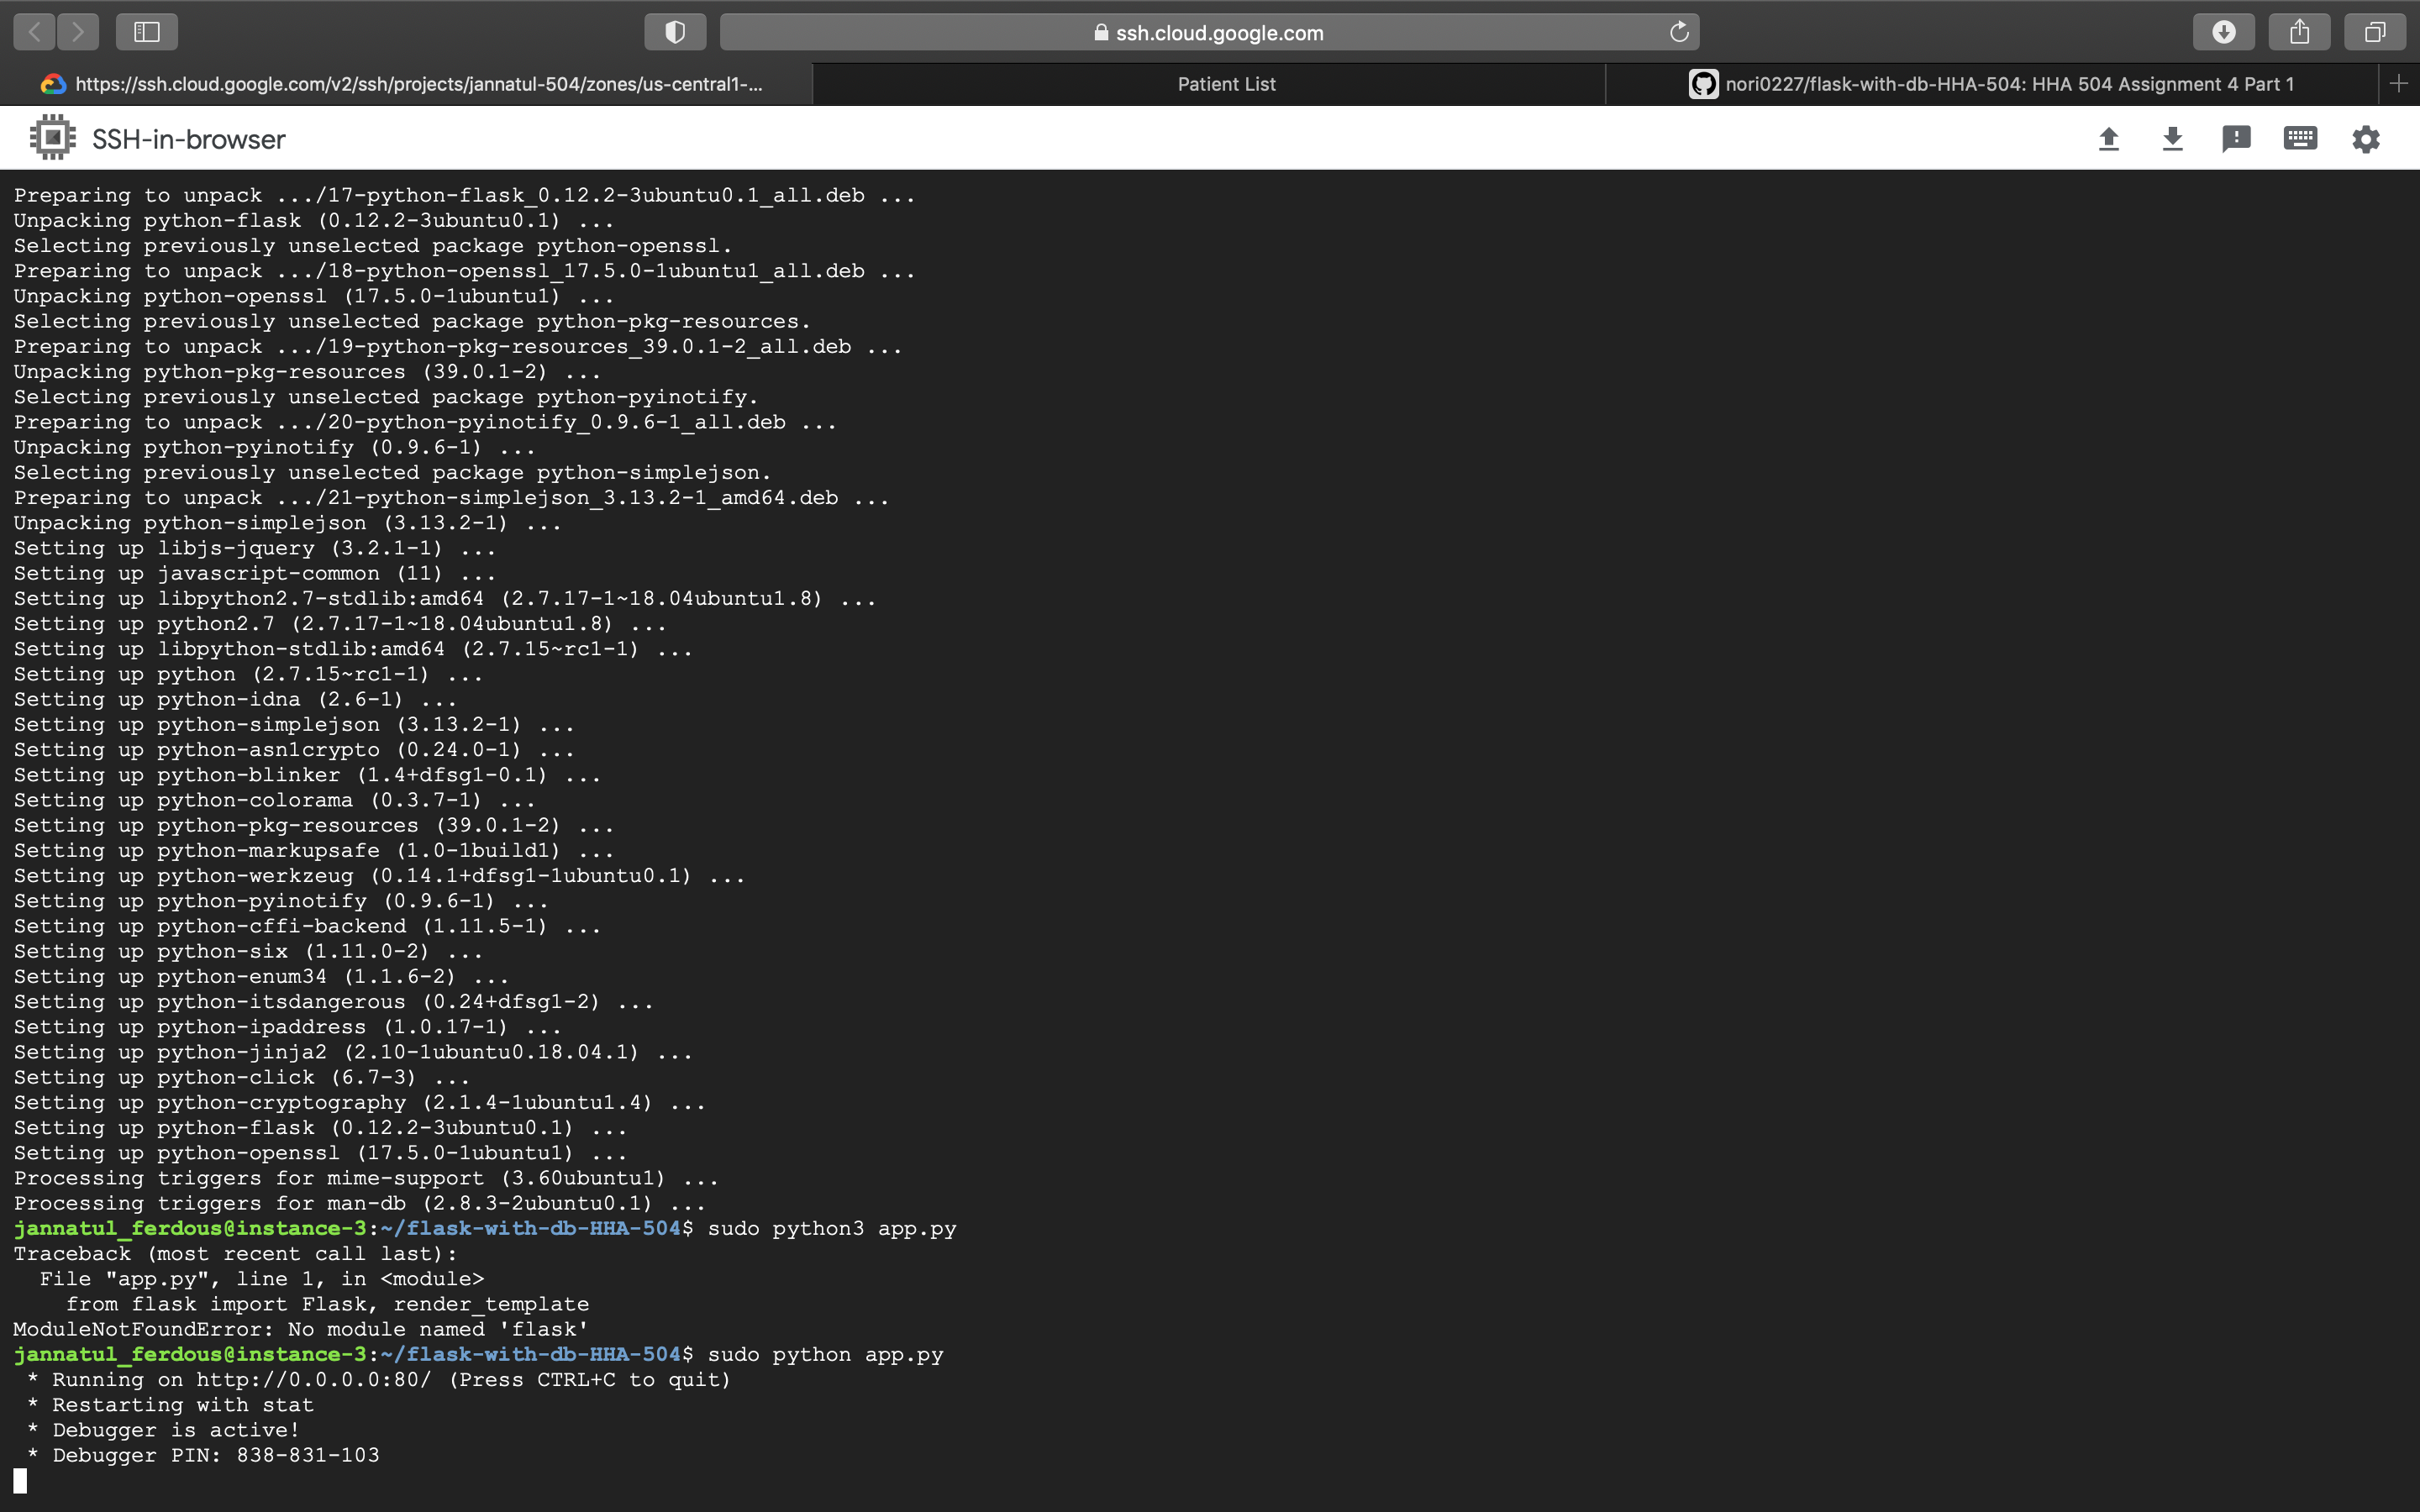 ssh.cloud.google.com
https://ssh.cloud.google.com/v2/ssh/projects/jannatul-504/zones/us-central1-...
Patient List
nori0227/flask-with-db-HHA-504: HHA 504 Assignment 4 Part 1
SSH-in-browser
Preparing to unpack .../17-python-flask_0.12.2-3ubuntu0.1_all.deb ...
Unpacking python-flask (0.12.2-3ubuntu0.1) ...
Selecting previously unselected package python-openssl.
Preparing to unpack .../18-python-openssl_17.5.0-1ubuntu1_all.deb ...
Unpacking python-openssl (17.5.0-1ubuntu1) ...
Selecting previously unselected package python-pkg-resources.
Preparing to unpack .../19-python-pkg-resources_39.0.1-2_all.deb ...
Unpacking python-pkg-resources (39.0.1-2) ...
Selecting previously unselected package python-pyinotify.
Preparing to unpack .../20-python-pyinotify_0.9.6-1_all.deb ...
Unpacking python-pyinotify (0.9.6-1) ...
Selecting previously unselected package python-simplejson.
Preparing to unpack .../21-python-simplejson_3.13.2-1_amd64.deb ...
Unpacking python-simplejson (3.13.2-1) ...
Setting up libjs-jquery (3.2.1-1) ...
Setting up javascript-common (11) ...
Setting up libpython2.7-stdlib:amd64 (2.7.17-1~18.04ubuntu1.8) ...
Setting up python2.7 (2.7.17-1~18.04ubuntu1.8) ...
Setting up libpython-stdlib:amd64 (2.7.15~rc1-1) ...
Setting up python (2.7.15~rc1-1) ...
Setting up python-idna (2.6-1) ...
Setting up python-simplejson (3.13.2-1) ...
Setting up python-asn1crypto (0.24.0-1) ...
Setting up python-blinker (1.4+dfsg1-0.1) ...
Setting up python-colorama (0.3.7-1) ...
Setting up python-pkg-resources (39.0.1-2) ...
Setting up python-markupsafe (1.0-1build1) ...
Setting up python-werkzeug (0.14.1+dfsg1-1ubuntu0.1) ...
Setting up python-pyinotify (0.9.6-1) ...
Setting up python-cffi-backend (1.11.5-1) ...
Setting up python-six (1.11.0-2) ...
Setting up python-enum34 (1.1.6-2) ...
Setting up python-itsdangerous (0.24+dfsg1-2) ...
Setting up python-ipaddress (1.0.17-1) ...
Setting up python-jinja2 (2.10-1ubuntu0.18.04.1) ...
Setting up python-click (6.7-3) ...
Setting up python-cryptography (2.1.4-1ubuntu1.4) ...
Setting up python-flask (0.12.2-3ubuntu0.1) ...
Setting up python-openssl (17.5.0-1ubuntu1) ...
Processing triggers for mime-support (3.60ubuntu1) ...
Processing triggers for man-db (2.8.3-2ubuntu0.1) ...
jannatul_ferdous@instance-3:~/flask-with-db-HHA-504$ sudo python3 app.py
Traceback (most recent call last):
  File "app.py", line 1, in <module>
    from flask import Flask, render_template
ModuleNotFoundError: No module named 'flask'
jannatul_ferdous@instance-3:~/flask-with-db-HHA-504$ sudo python app.py
 * Running on http://0.0.0.0:80/ (Press CTRL+C to quit)
 * Restarting with stat
 * Debugger is active!
 * Debugger PIN: 838-831-103